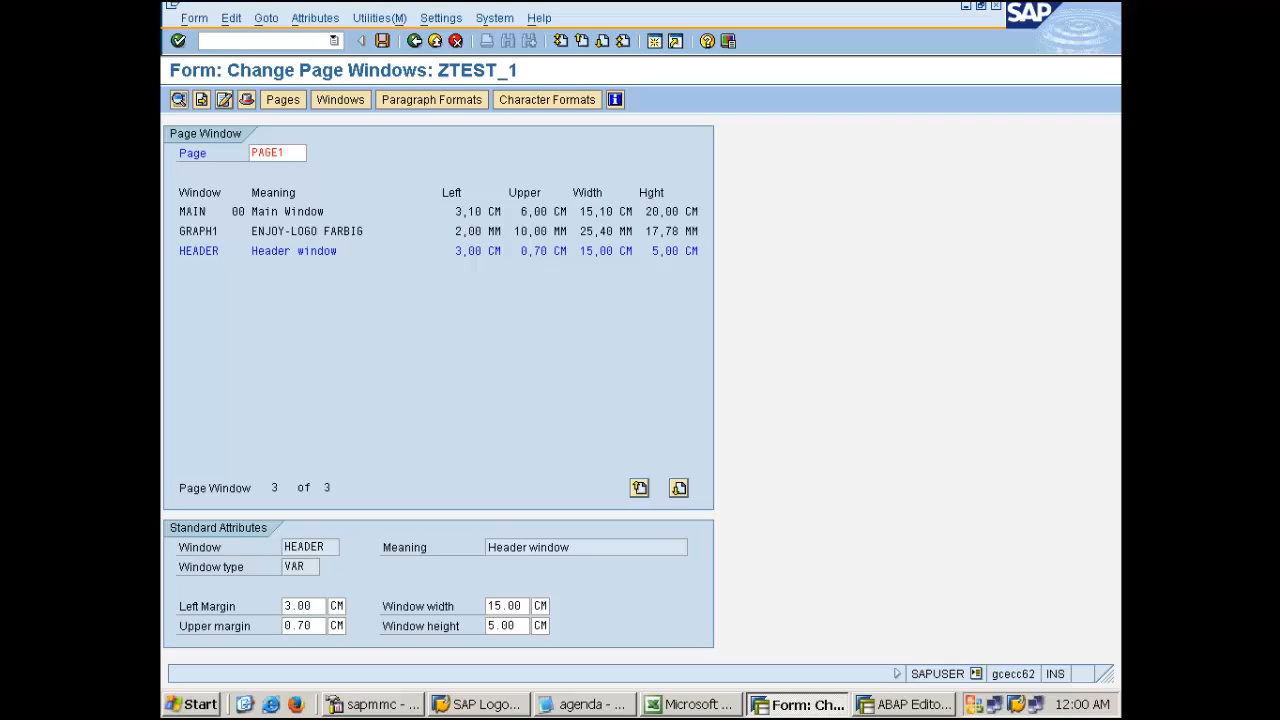 Form Edit Goto Attributes Utilities(M) Settings System Help
SAP
Form: Change Page Windows: ZTEST_1
Pages Windows Paragraph Formats Character Formats
Page Window
Page PAGE1
Window Meaning Left Upper Width Hght
MAIN 00 Main Window 3,10 CM 6,00 CM 15,10 CM 20,00 CM
GRAPH1 ENJOY-LOGO FARBIG 2,00 MM 10,00 MM 25,40 MM 17,78 MM
HEADER Header window 3,00 CM 0,70 CM 15,00 CM 5,00 CM
Page Window 3 of 3
Standard Attributes
Window HEADER Meaning Header window
Window type VAR
Left Margin 3.00 CM Window width 15.00 CM
Upper margin 0.70 CM Window height 5.00 CM
SAPUSER gcecc62 INS
Start sapmmc - ... SAP Logo... agenda - ... Microsoft ... Form: Ch... ABAP Edito... 12:00 AM